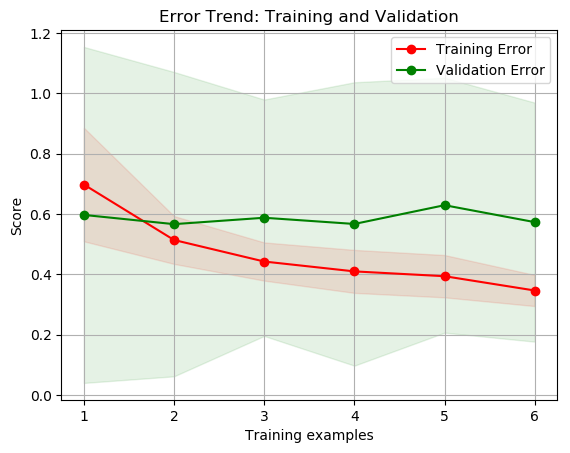 Error Trend: Training and Validation
Training Error
Validation Error
Score
1.2
1.0
0.8
0.6
0.4
0.2
0.0
1 2 3 4 5 6
Training examples